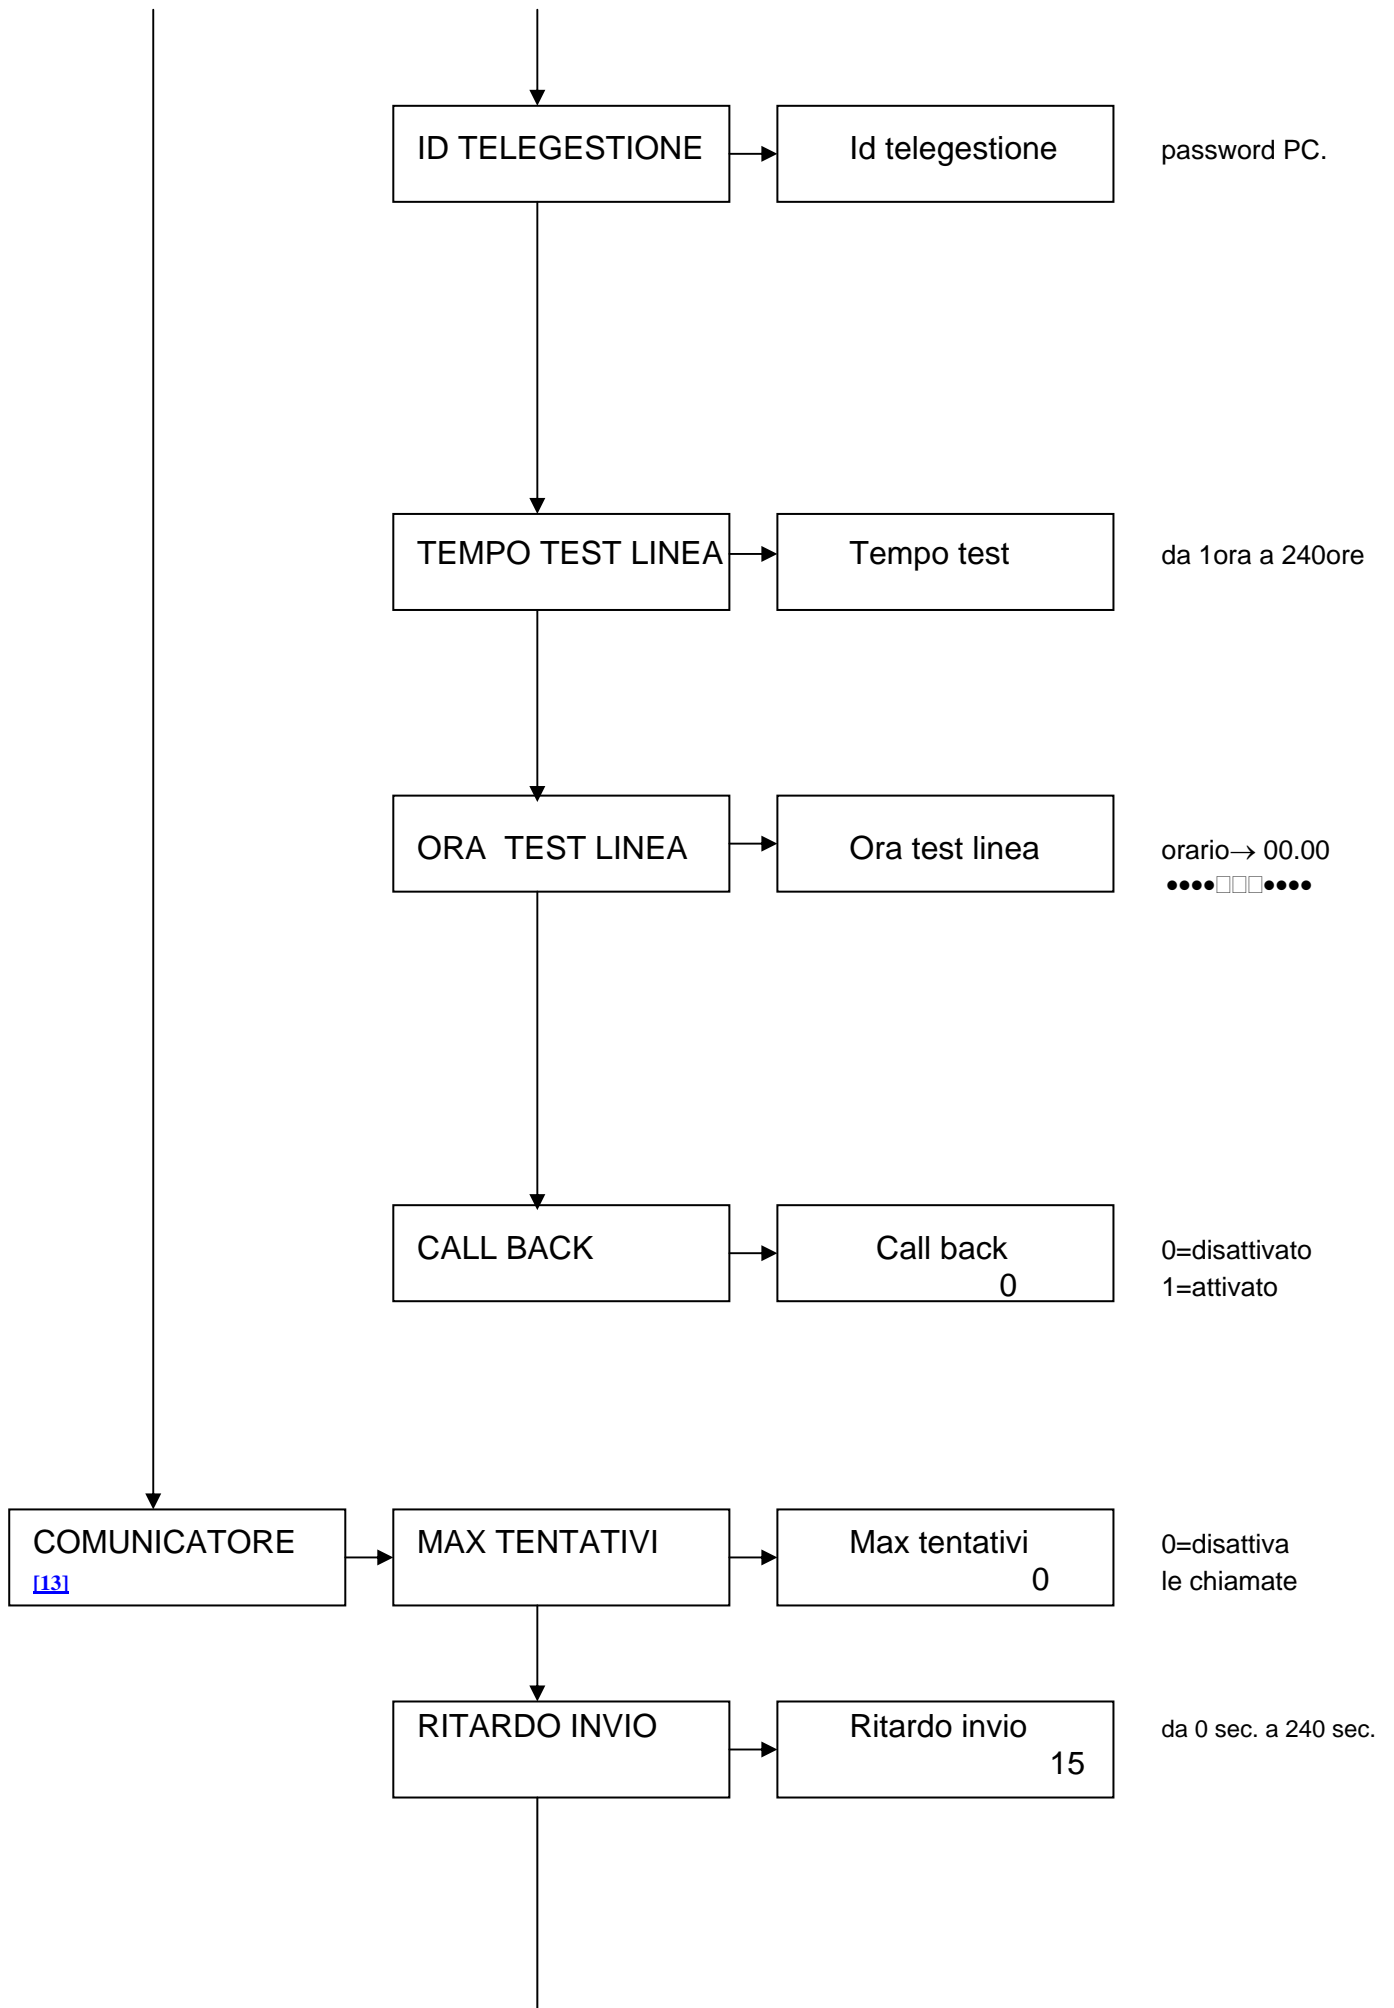 ID TELEGESTIONE
Id telegestione
password PC.
TEMPO TEST LINEA
Tempo test
da 1ora a 240ore
ORA TEST LINEA
Ora test linea
orario→ 00.00
••••□□□••••
CALL BACK
Call back
0
0=disattivato
1=attivato
COMUNICATORE
[13]
MAX TENTATIVI
Max tentativi
0
0=disattiva
le chiamate
RITARDO INVIO
Ritardo invio
15
da 0 sec. a 240 sec.